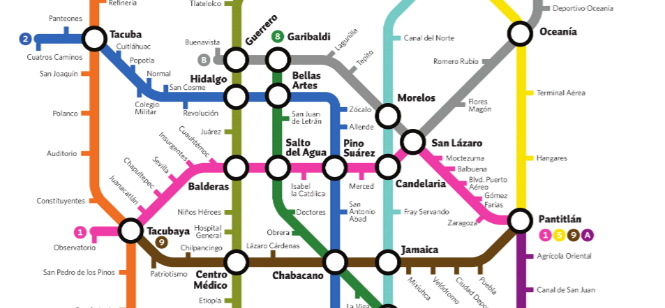 Refinería
Tlatelolco
Deportivo Oceanía
Panteones
2
Tacuba
Cuatro Caminos
Cuitláhuac
Popotla
Normal
San Cosme
Colegio
Militar
Revolución
San Joaquín
Polanco
Auditorio
Constituyentes
Buenavista
8
Guerrero
8
Garibaldi
Lagunilla
Tepito
Canal del Norte
Romero Rubio
Oceanía
Hidalgo
Bellas
Artes
Morelos
Flores
Magón
Terminal Aérea
Zócalo
Allende
San Juan
de Letrán
Juárez
Cuauhtémoc
Insurgentes
Sevilla
Chapultepec
Juanacatlán
Salto
del Agua
Pino
Suárez
San Lázaro
Moctezuma
Balbuena
Blvd. Puerto
Aéreo
Gómez
Farias
Zaragoza
Hangares
Balderas
Isabel
la Católica
Merced
Candelaria
Niños Héroes
Hospital
General
Doctores
Obrera
San
Antonio
Abad
Fray Servando
Pantitlán
1
5
9
A
1
Observatorio
Tacubaya
9
Patriotismo
Chilpancingo
Lázaro Cárdenas
Centro
Médico
Chabacano
Jamaica
Mixiuhca
Velódromo
Ciudad Depor
Puebla
Agrícola Oriental
Canal de San Juan
San Pedro de los Pinos
Etiopía
La Viga